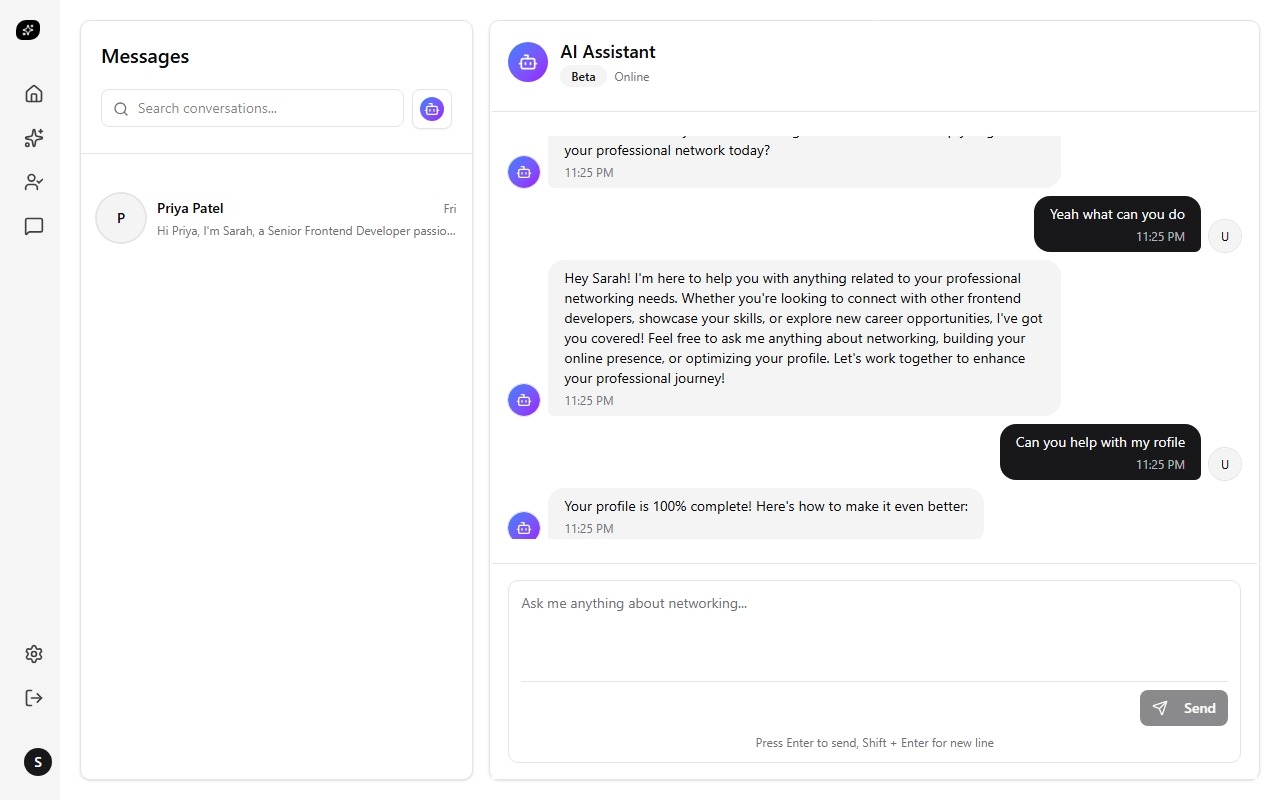 Messages
Search conversations...
P
Priya Patel
Fri
Hi Priya, I'm Sarah, a Senior Frontend Developer passio...
S
AI Assistant
Beta
Online
your professional network today?
11:25 PM
Yeah what can you do
11:25 PM
U
Hey Sarah! I'm here to help you with anything related to your professional
networking needs. Whether you're looking to connect with other frontend
developers, showcase your skills, or explore new career opportunities, I've got
you covered! Feel free to ask me anything about networking, building your
online presence, or optimizing your profile. Let's work together to enhance
your professional journey!
11:25 PM
Can you help with my rofile
11:25 PM
U
Your profile is 100% complete! Here's how to make it even better:
11:25 PM
Ask me anything about networking...
Send
Press Enter to send, Shift + Enter for new line